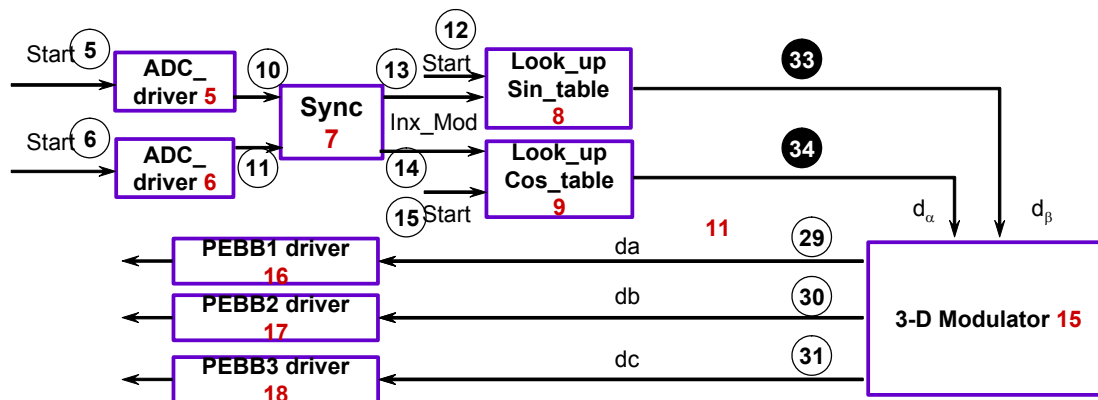 12
Start 5
10
13
Start
Look_up
Sin_table
8
33
ADC_
driver 5
Sync
7
Inx_Mod
Start 6
ADC_
driver 6
11
14
Look_up
Cos_table
9
34
15 Start
11
dα
dβ
PEBB1 driver
16
da
29
PEBB2 driver
17
db
30
3-D Modulator 15
PEBB3 driver
18
dc
31